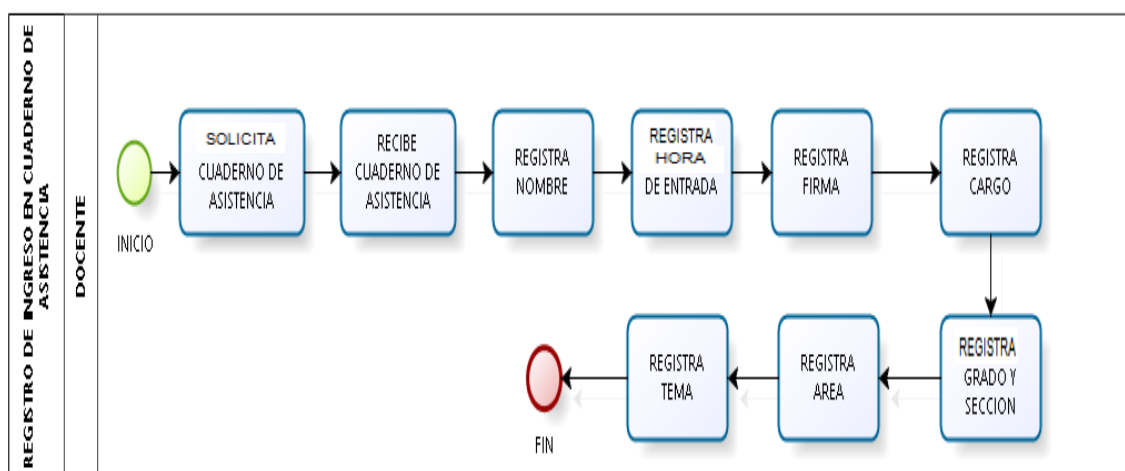 REGISTRO DE INGRESO EN CUADERNO DE
ASISTENCIA
DOCENTE
INICIO
SOLICITA
CUADERNO DE
ASISTENCIA
RECIBE
CUADERNO DE
ASISTENCIA
REGISTRA
NOMBRE
REGISTRA
HORA
DE ENTRADA
REGISTRA
FIRMA
REGISTRA
CARGO
REGISTRA
GRADO Y
SECCION
REGISTRA
AREA
REGISTRA
TEMA
FIN